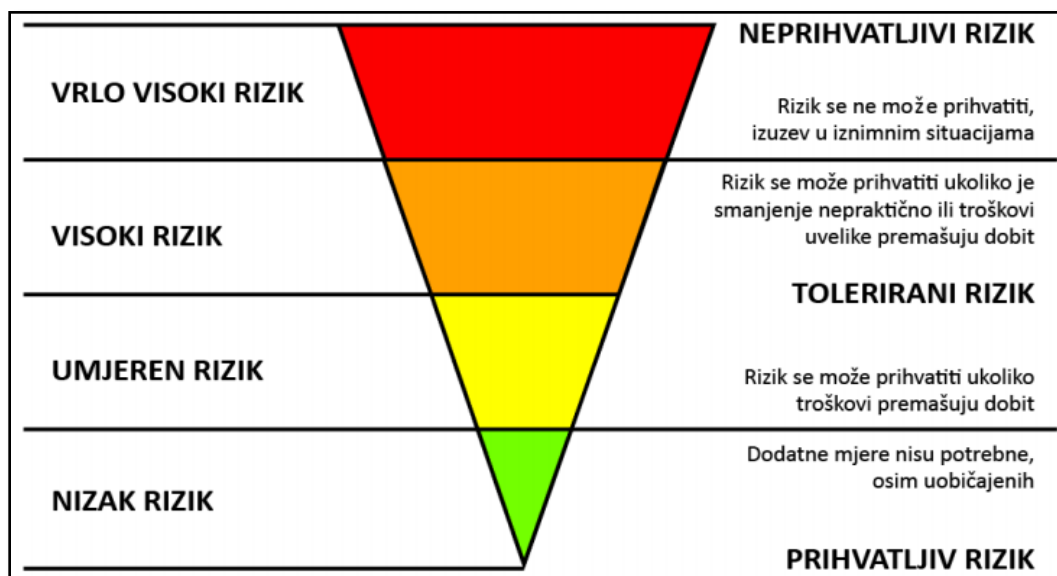 NEPRIHVATLJIVI RIZIK
VRLO VISOKI RIZIK
Rizik se ne može prihvatiti,
izuzev u iznimnim situacijama
VISOKI RIZIK
Rizik se može prihvatiti ukoliko je
smanjenje nepraktično ili troškovi
uvelike premašuju dobit
TOLERIRANI RIZIK
UMJEREN RIZIK
Rizik se može prihvatiti ukoliko
troškovi premašuju dobit
NIZAK RIZIK
Dodatne mjere nisu potrebne,
osim uobičajenih
PRIHVATLJIV RIZIK